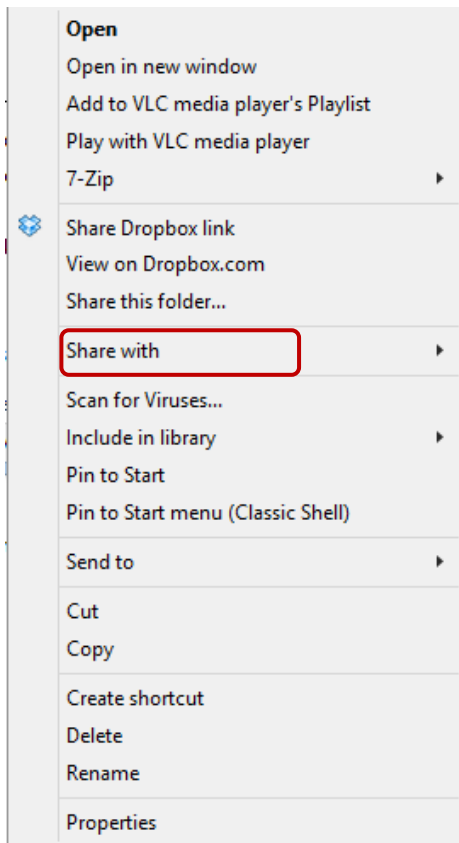 Open
Open in new window
Add to VLC media player's Playlist
Play with VLC media player
7-Zip
Share Dropbox link
View on Dropbox.com
Share this folder...
Share with
Scan for Viruses...
Include in library
Pin to Start
Pin to Start menu (Classic Shell)
Send to
Cut
Copy
Create shortcut
Delete
Rename
Properties